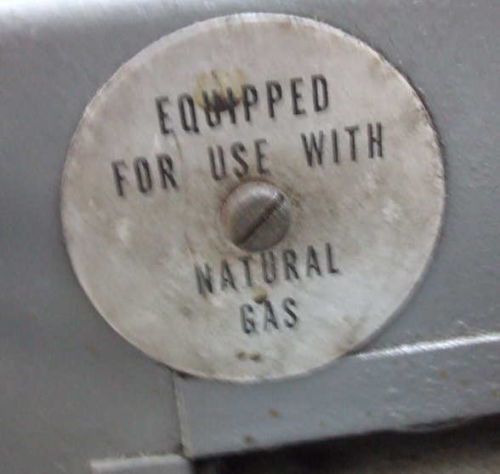 EQUIPPED
FOR USE WITH
NATURAL
GAS